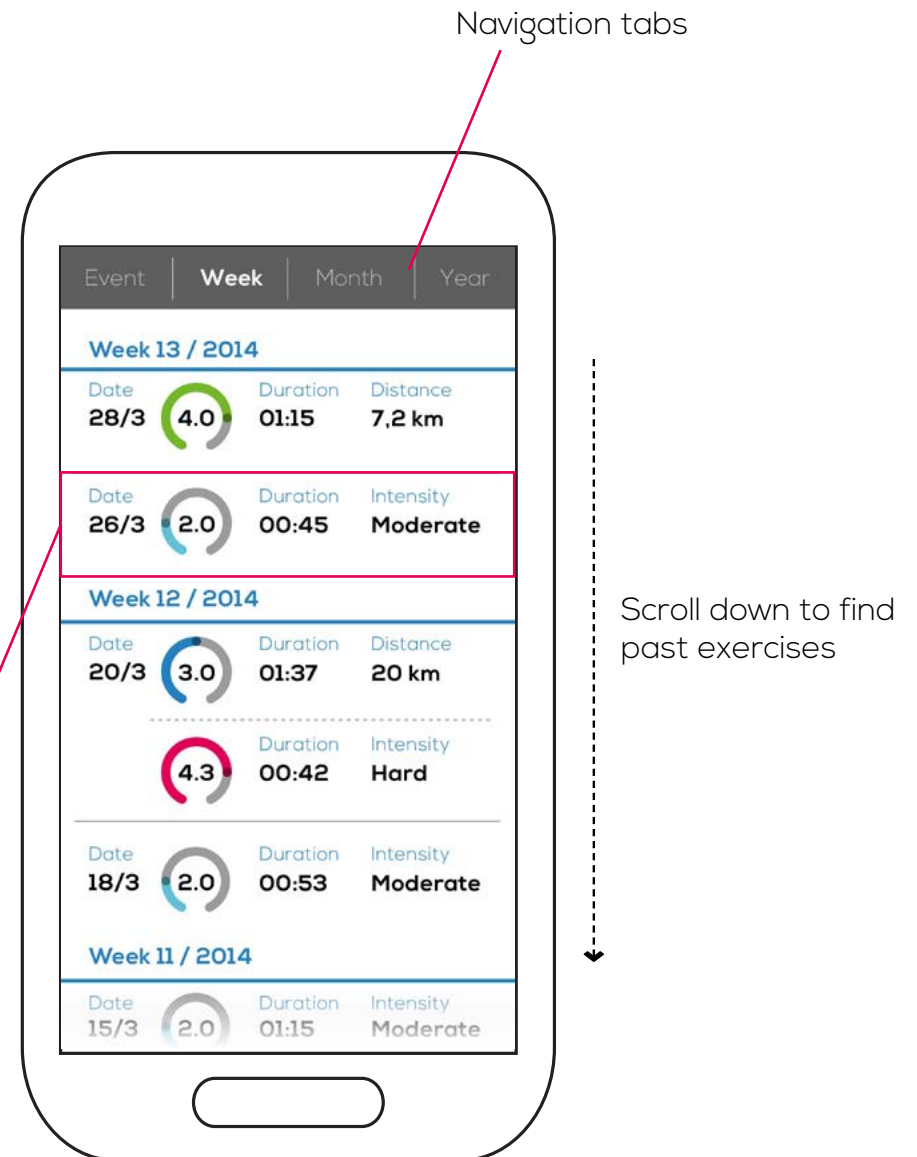 Navigation tabs
Event Week Month Year
Week 13 / 2014
Date Duration Distance
28/3 4.0 01:15 7,2 km
Date Duration Intensity
26/3 2.0 00:45 Moderate
Week 12 / 2014
Date Duration Distance
20/3 3.0 01:37 20 km
Duration Intensity
4.3 00:42 Hard
Date Duration Intensity
18/3 2.0 00:53 Moderate
Week 11 / 2014
Date Duration Intensity
15/3 2.0 01:15 Moderate
Scroll down to find
past exercises